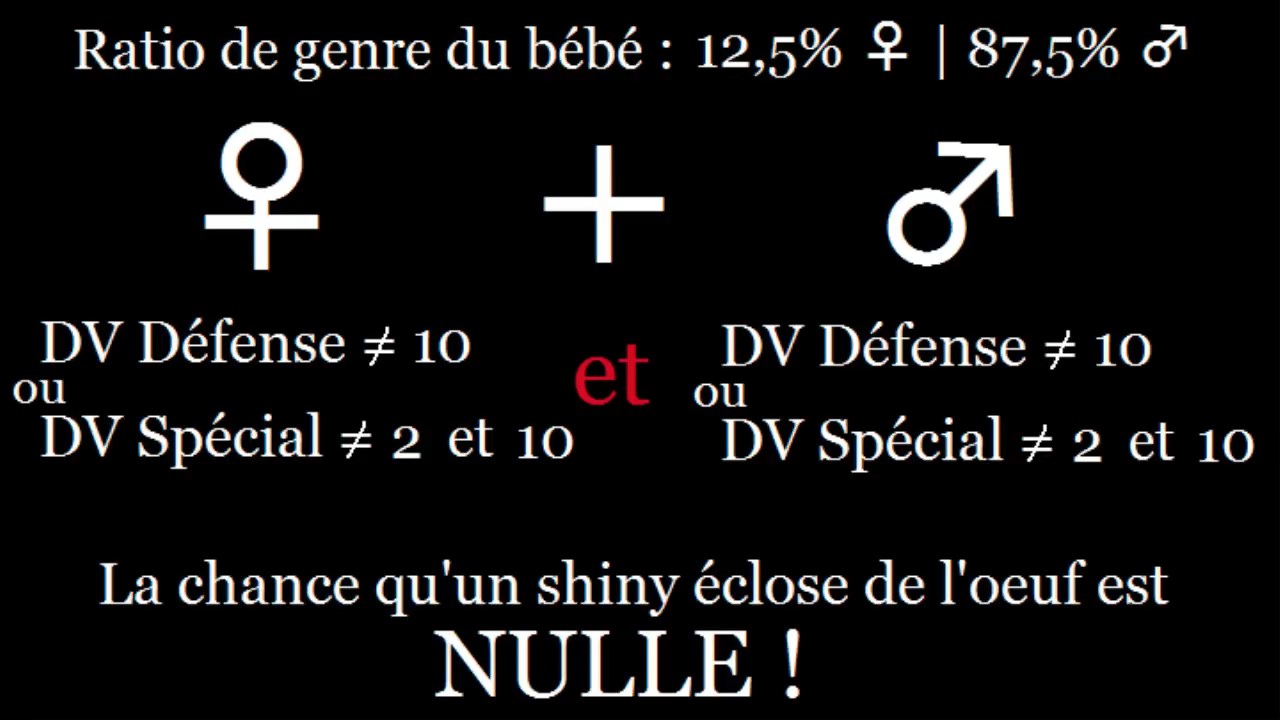 Ratio de genre du bébé : 12,5% ♀ | 87,5% ♂
♀ + ♂
DV Défense ≠ 10
ou
DV Spécial ≠ 2 et 10
et
DV Défense ≠ 10
ou
DV Spécial ≠ 2 et 10
La chance qu'un shiny éclose de l'oeuf est
NULLE !